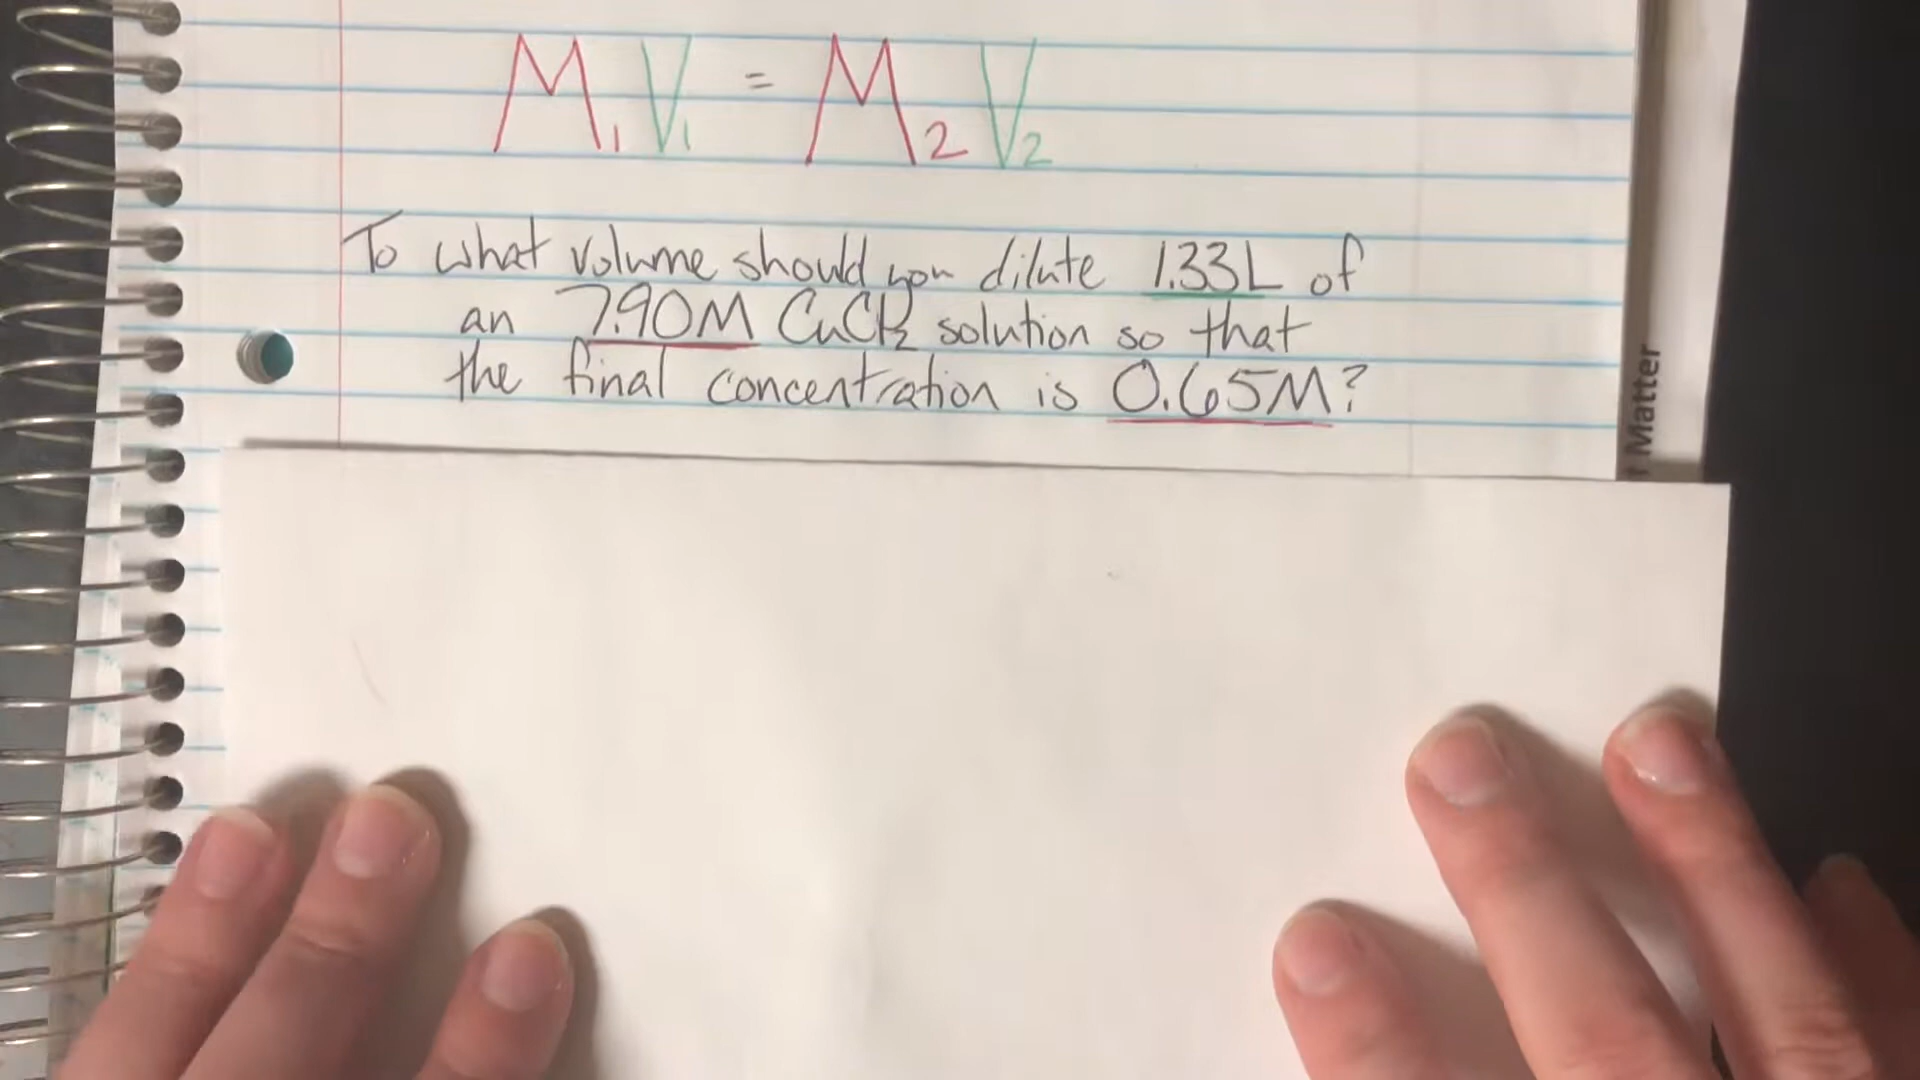 M₁V₁ = M₂V₂
To what volume should you dilute 1.33L of
an 7.90M CuCl₂ solution so that
the final concentration is 0.65M?
Matter